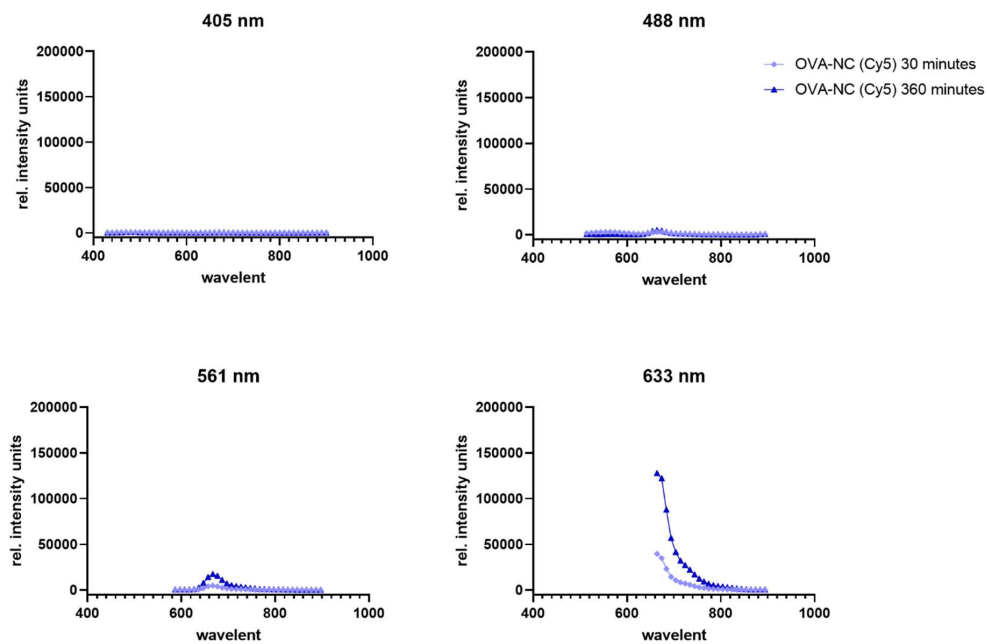 405 nm
rel. intensity units
200000
150000
100000
50000
0
400
600
800
1000
wavelent
488 nm
rel. intensity units
200000
150000
100000
50000
0
400
600
800
1000
wavelent
OVA-NC (Cy5) 30 minutes
OVA-NC (Cy5) 360 minutes
561 nm
rel. intensity units
200000
150000
100000
50000
0
400
600
800
1000
wavelent
633 nm
rel. intensity units
200000
150000
100000
50000
0
400
600
800
1000
wavelent